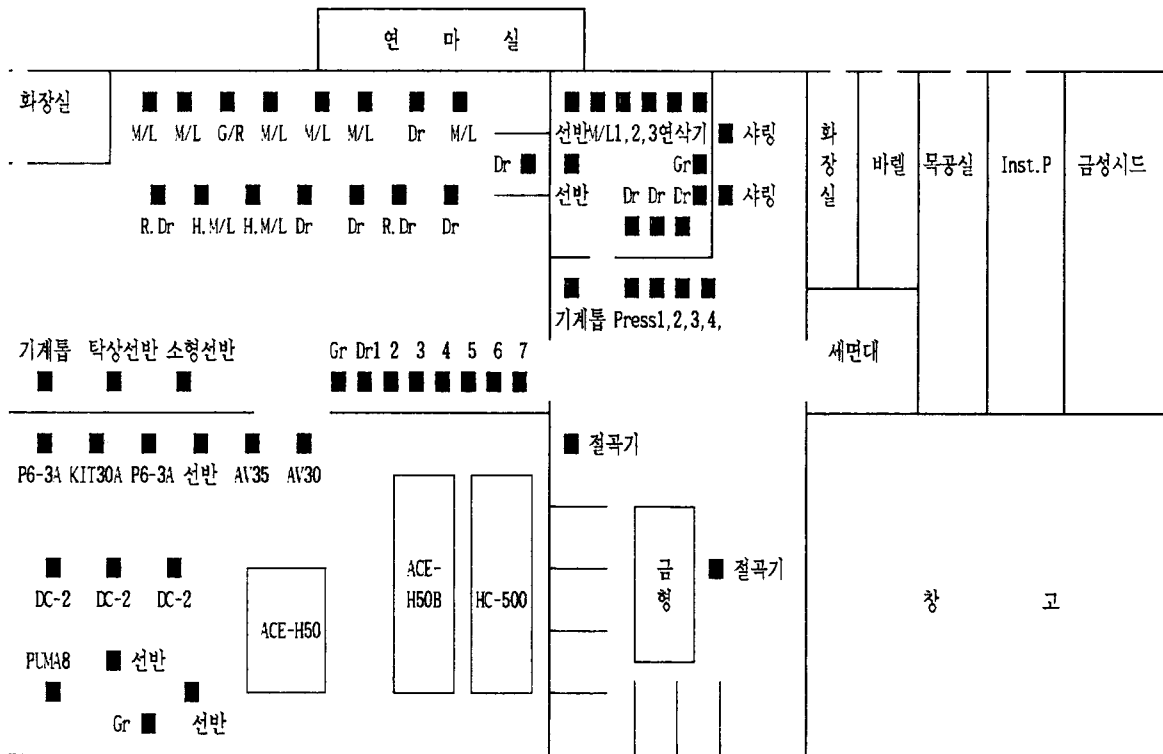 연 마 실
화장실
M/L M/L G/R M/L M/L M/L Dr M/L
선반M/L1,2,3연삭기
샤링
Dr
Gr
선반 Dr Dr Dr
샤링
화장실
바렐
목공실
Inst.P
금성시드
R.Dr H.M/L H.M/L Dr Dr R.Dr Dr
기계톱 Press1,2,3,4,
세면대
기계톱 탁상선반 소형선반
Gr Dr1 2 3 4 5 6 7
절곡기
P6-3A KIT30A P6-3A 선반 AV35 AV30
DC-2 DC-2 DC-2
ACE-H50
ACE-
H50B
HC-500
금형
절곡기
창 고
PUMA8 선반
Gr 선반